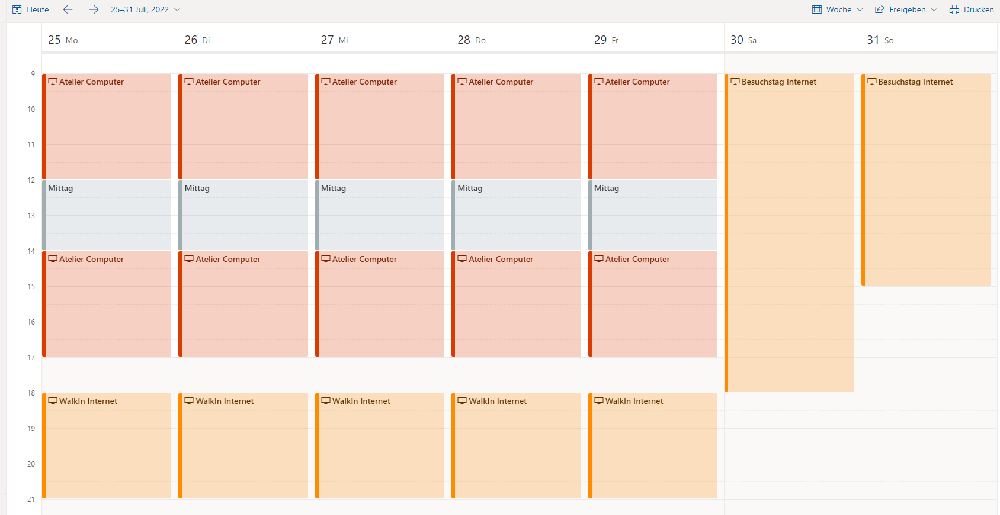 Heute 25–31 Juli, 2022 Woche Freigeben Drucken
25 Mo 26 Di 27 Mi 28 Do 29 Fr 30 Sa 31 So
9
Atelier Computer Atelier Computer Atelier Computer Atelier Computer Atelier Computer Besuchstag Internet Besuchstag Internet
10
11
12
Mittag Mittag Mittag Mittag Mittag
13
14
Atelier Computer Atelier Computer Atelier Computer Atelier Computer Atelier Computer
15
16
17
18
WalkIn Internet WalkIn Internet WalkIn Internet WalkIn Internet WalkIn Internet
19
20
21